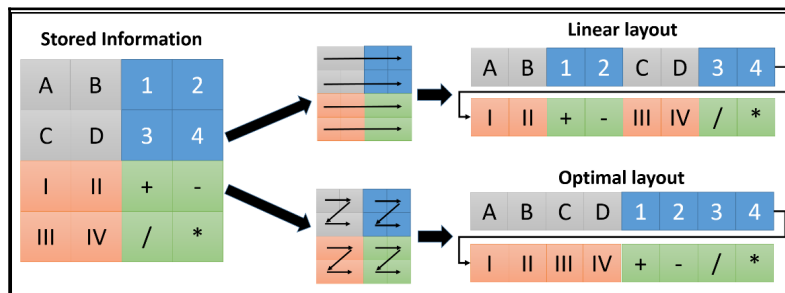 Stored Information
A B 1 2
C D 3 4
I II + -
III IV / *
Linear layout
A B 1 2 C D 3 4
I II + - III IV / *
Optimal layout
A B C D 1 2 3 4
I II III IV + - / *